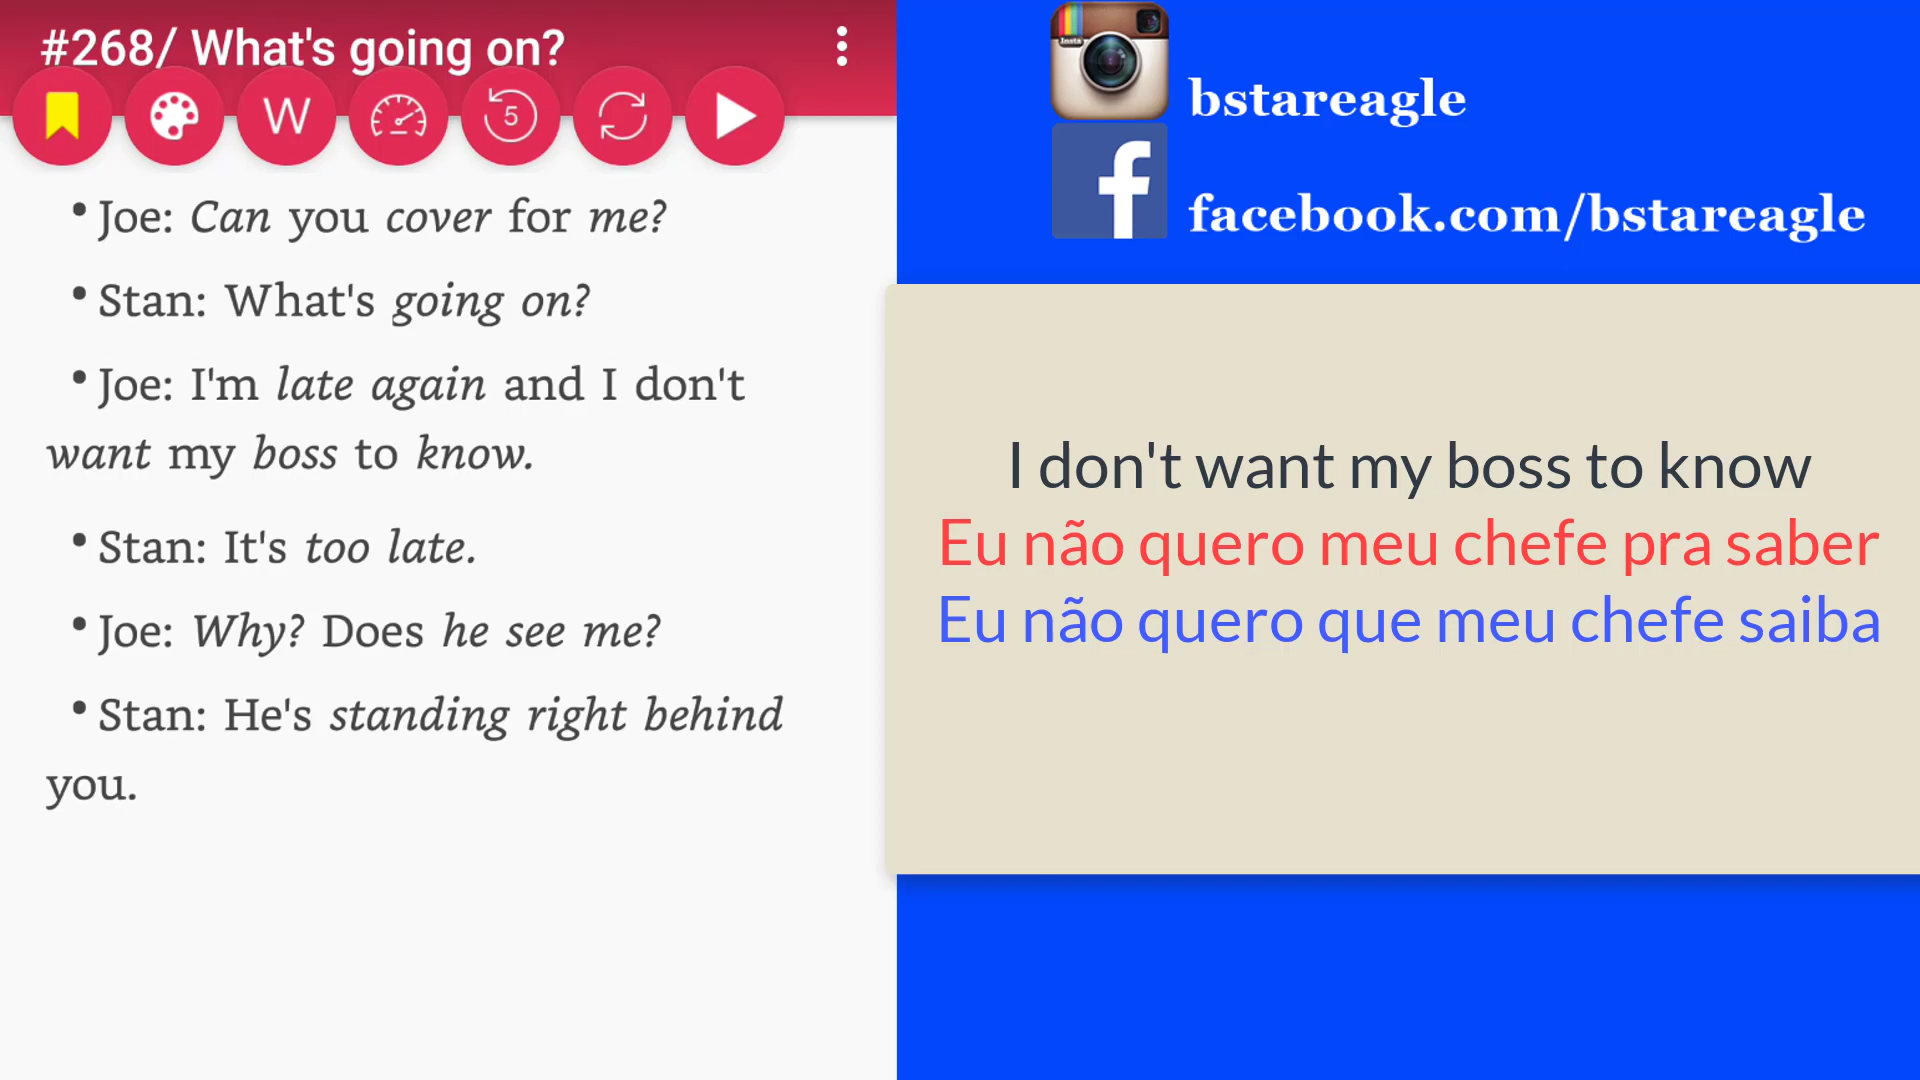 #268/ What's going on?
W
5
• Joe: Can you cover for me?
• Stan: What's going on?
• Joe: I'm late again and I don't
want my boss to know.
• Stan: It's too late.
• Joe: Why? Does he see me?
• Stan: He's standing right behind
you.
Insta
bstareagle
f
facebook.com/bstareagle
I don't want my boss to know
Eu não quero meu chefe pra saber
Eu não quero que meu chefe saiba